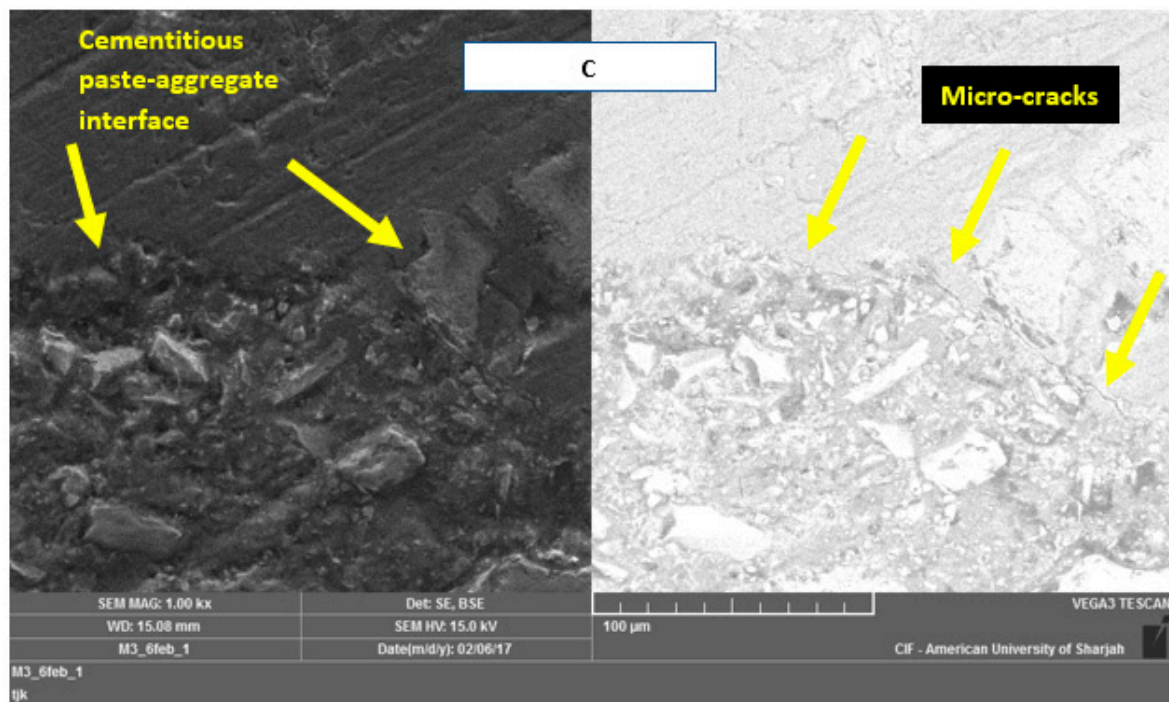 Cementitious
paste-aggregate
interface
C
Micro-cracks
SEM MAG: 1.00 kx
Det: SE, BSE
WD: 15.08 mm
SEM HV: 15.0 kV
M3_6feb_1
Date(m/d/y): 02/06/17
100 µm
VEGA3 TESCAN
CIF - American University of Sharjah
M3_6feb_1
tjk